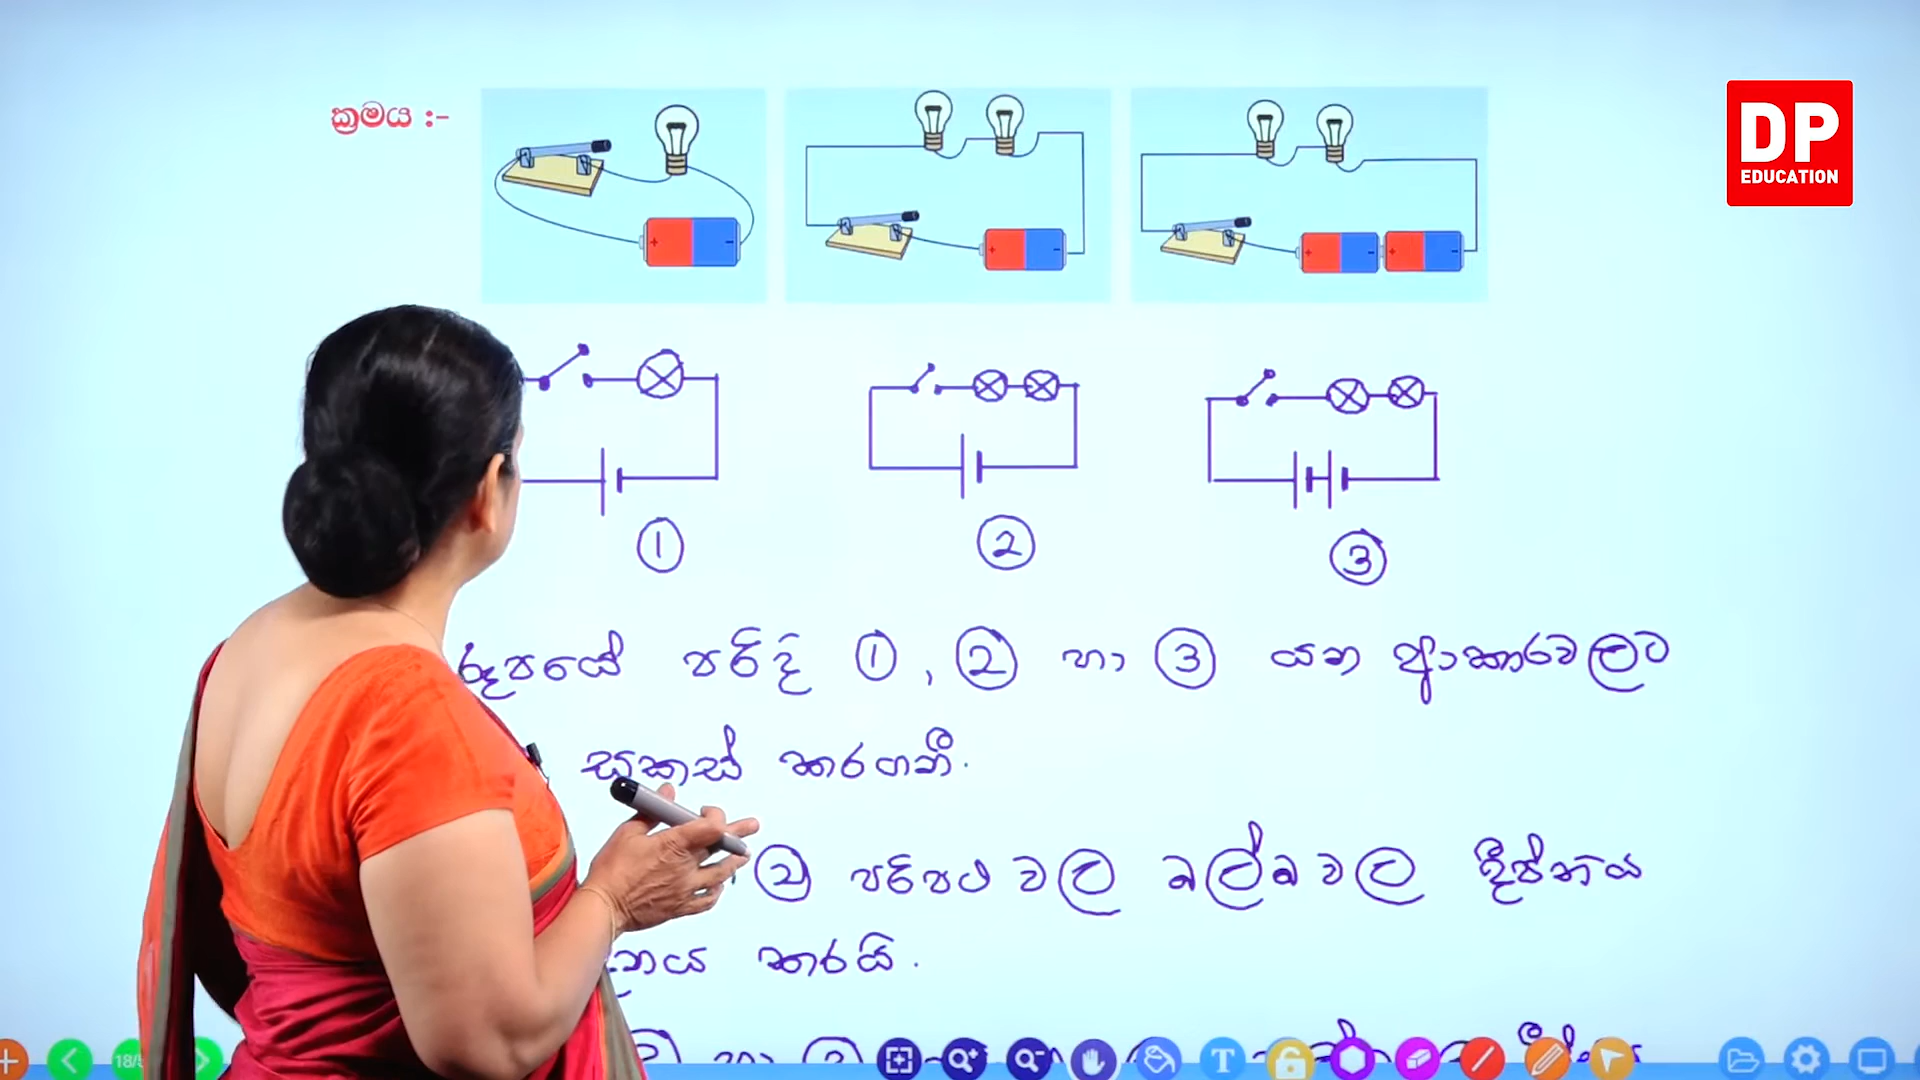 ක්‍රමය :-
DP
EDUCATION
+ -
+ -
+ - + -
① ② ③
රූපයේ පරිදි ① , ② හා ③ යන ආකාරවලට
සකස් කරගනී.
② පරිපථ වල බල්බ වල දීප්තිය
කරයි.
හා
18/
T